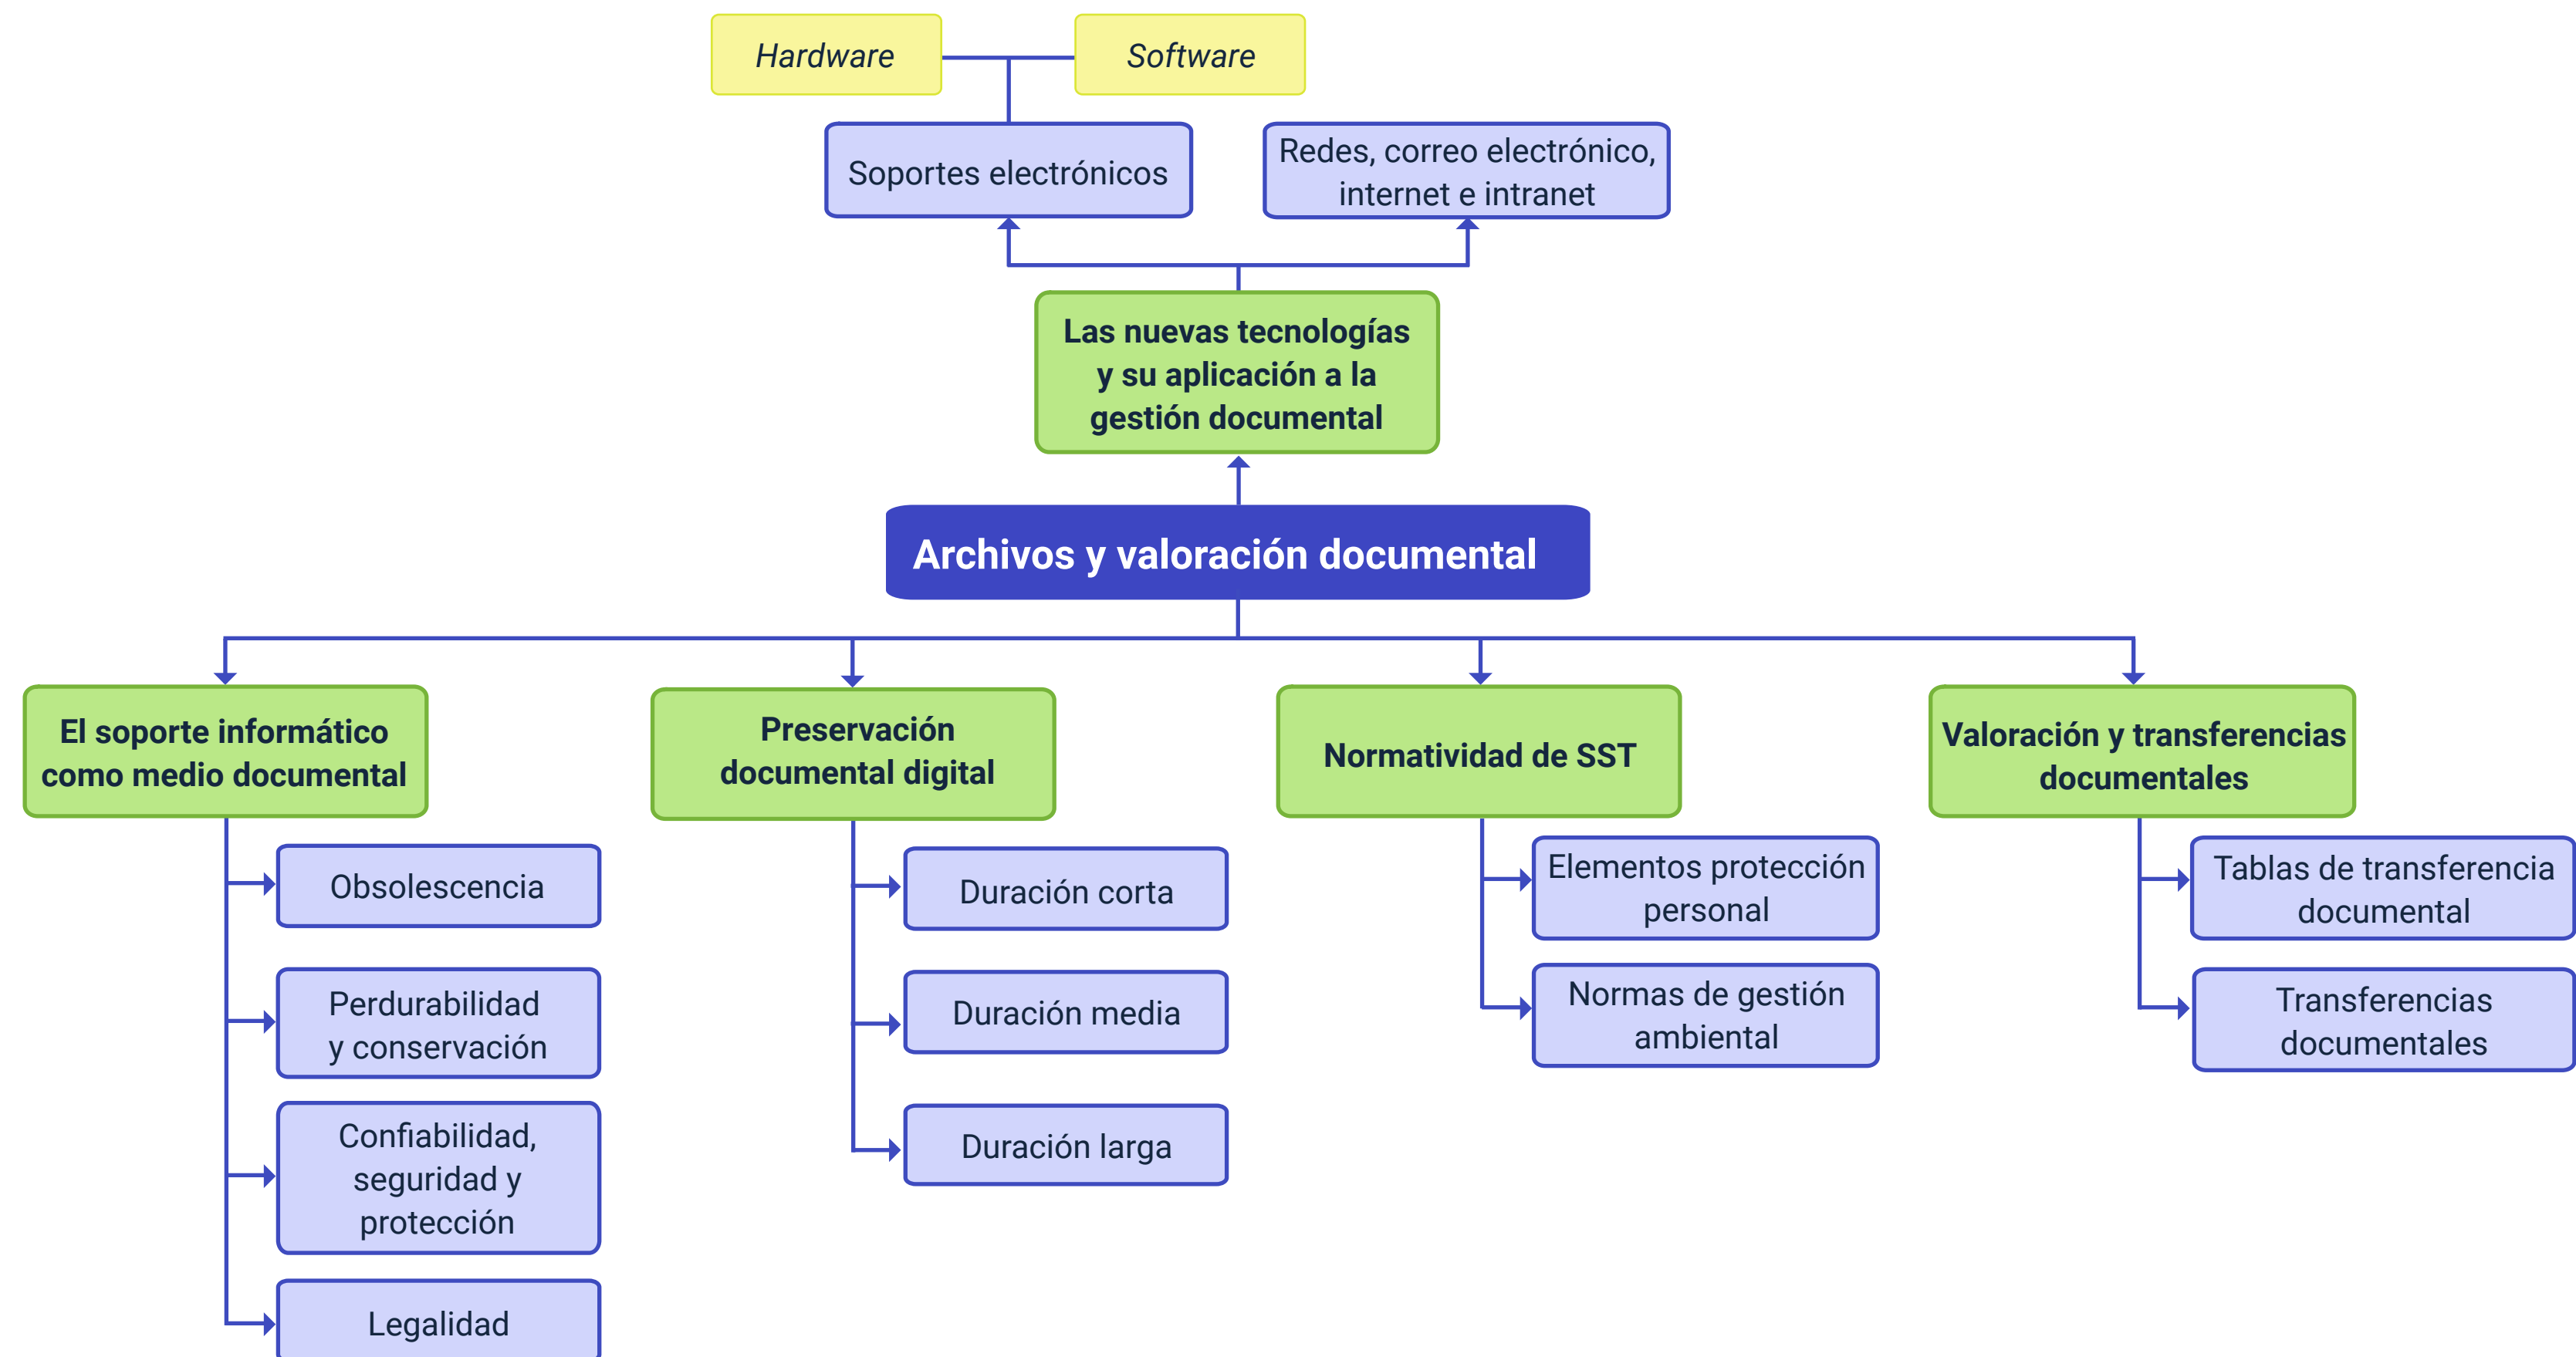 Hardware
Software
Soportes electrónicos
Redes, correo electrónico,
internet e intranet
Las nuevas tecnologías
y su aplicación a la
gestión documental
Archivos y valoración documental
El soporte informático
como medio documental
Obsolescencia
Perdurabilidad
y conservación
Confiabilidad,
seguridad y
protección
Legalidad
Preservación
documental digital
Duración corta
Duración media
Duración larga
Normatividad de SST
Elementos protección
personal
Normas de gestión
ambiental
Valoración y transferencias
documentales
Tablas de transferencia
documental
Transferencias
documentales